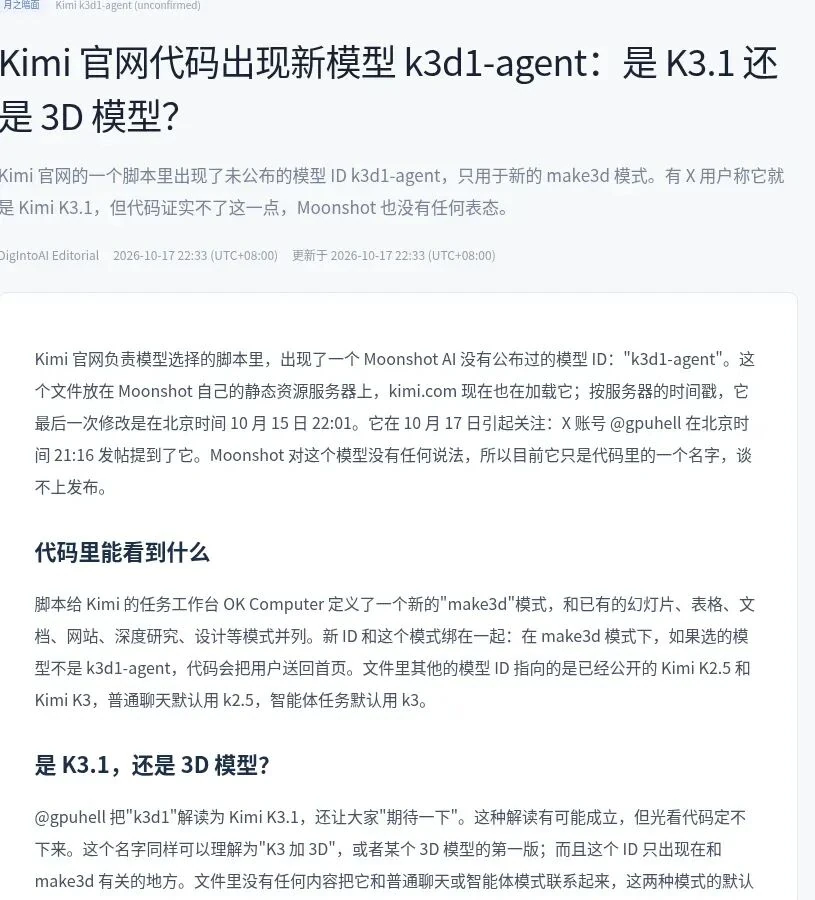 月之暗面 Kimi k3d1-agent (unconfirmed)
Kimi 官网代码出现新模型 k3d1-agent：是 K3.1 还
是 3D 模型？
Kimi 官网的一个脚本里出现了未公布的模型 ID k3d1-agent，只用于新的 make3d 模式。有 X 用户称它就
是 Kimi K3.1，但代码证实不了这一点，Moonshot 也没有任何表态。
DigIntoAI Editorial 2026-10-17 22:33 (UTC+08:00) 更新于 2026-10-17 22:33 (UTC+08:00)
Kimi 官网负责模型选择的脚本里，出现了一个 Moonshot AI 没有公布过的模型 ID："k3d1-agent"。这
个文件放在 Moonshot 自己的静态资源服务器上，kimi.com 现在也在加载它；按服务器的时间戳，它
最后一次修改是在北京时间 10 月 15 日 22:01。它在 10 月 17 日引起关注：X 账号 @gpuhell 在北京时
间 21:16 发帖提到了它。Moonshot 对这个模型没有任何说法，所以目前它只是代码里的一个名字，谈
不上发布。
代码里能看到什么
脚本给 Kimi 的任务工作台 OK Computer 定义了一个新的"make3d"模式，和已有的幻灯片、表格、文
档、网站、深度研究、设计等模式并列。新 ID 和这个模式绑在一起：在 make3d 模式下，如果选的模
型不是 k3d1-agent，代码会把用户送回首页。文件里其他的模型 ID 指向的是已经公开的 Kimi K2.5 和
Kimi K3，普通聊天默认用 k2.5，智能体任务默认用 k3。
是 K3.1，还是 3D 模型？
@gpuhell 把"k3d1"解读为 Kimi K3.1，还让大家"期待一下"。这种解读有可能成立，但光看代码定不
下来。这个名字同样可以理解为"K3 加 3D"，或者某个 3D 模型的第一版；而且这个 ID 只出现在和
make3d 有关的地方。文件里没有任何内容把它和普通聊天或智能体模式联系起来，这两种模式的默认